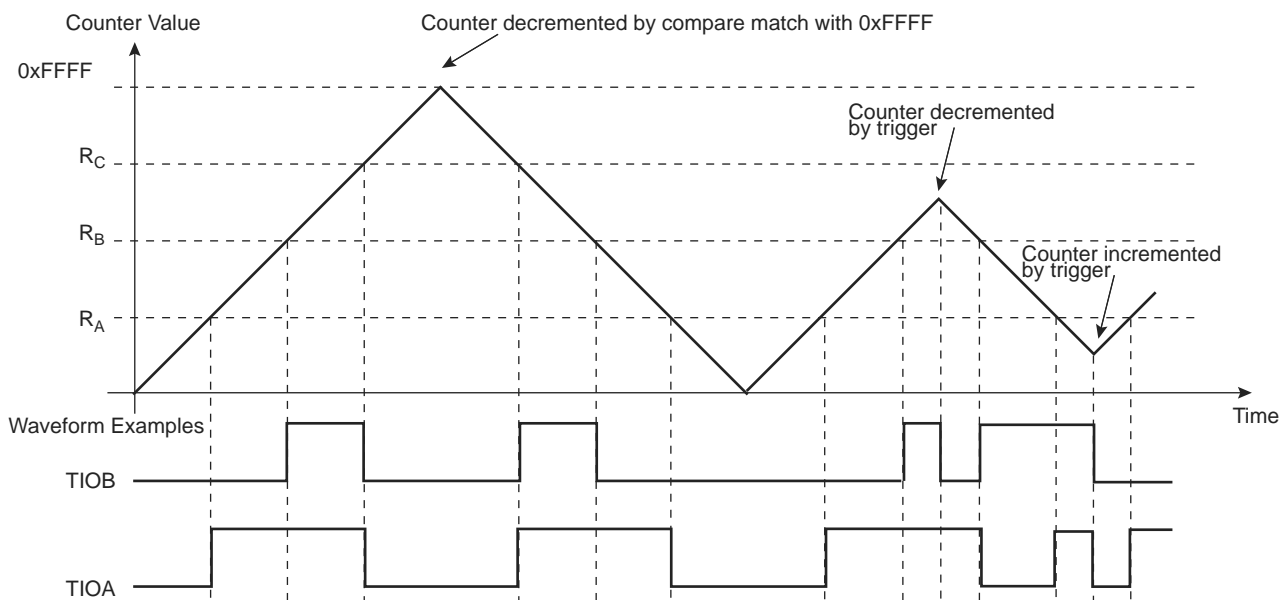 Counter Value
Counter decremented by compare match with 0xFFFF
0xFFFF
Counter decremented
by trigger
RC
RB
Counter incremented
by trigger
RA
Time
Waveform Examples
TIOB
TIOA